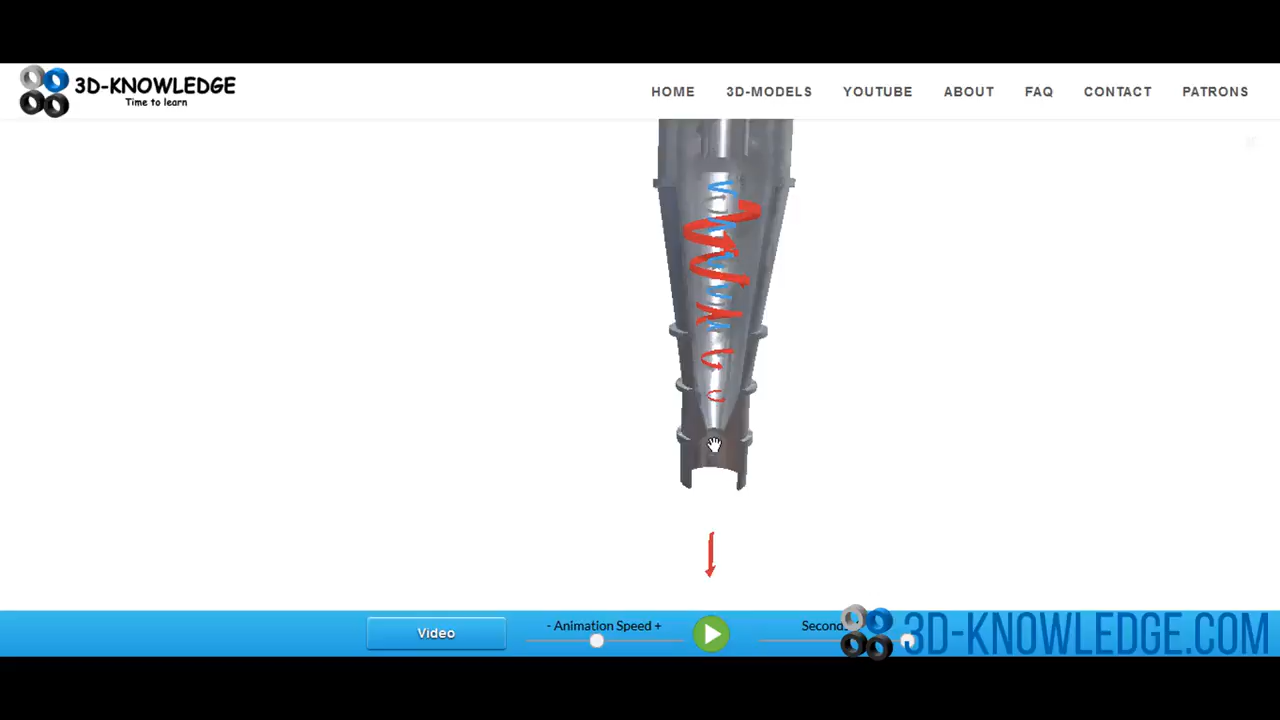 3D-KNOWLEDGE
Time to learn
HOME 3D-MODELS YOUTUBE ABOUT FAQ CONTACT PATRONS
Video
- Animation Speed +
3D-KNOWLEDGE.COM